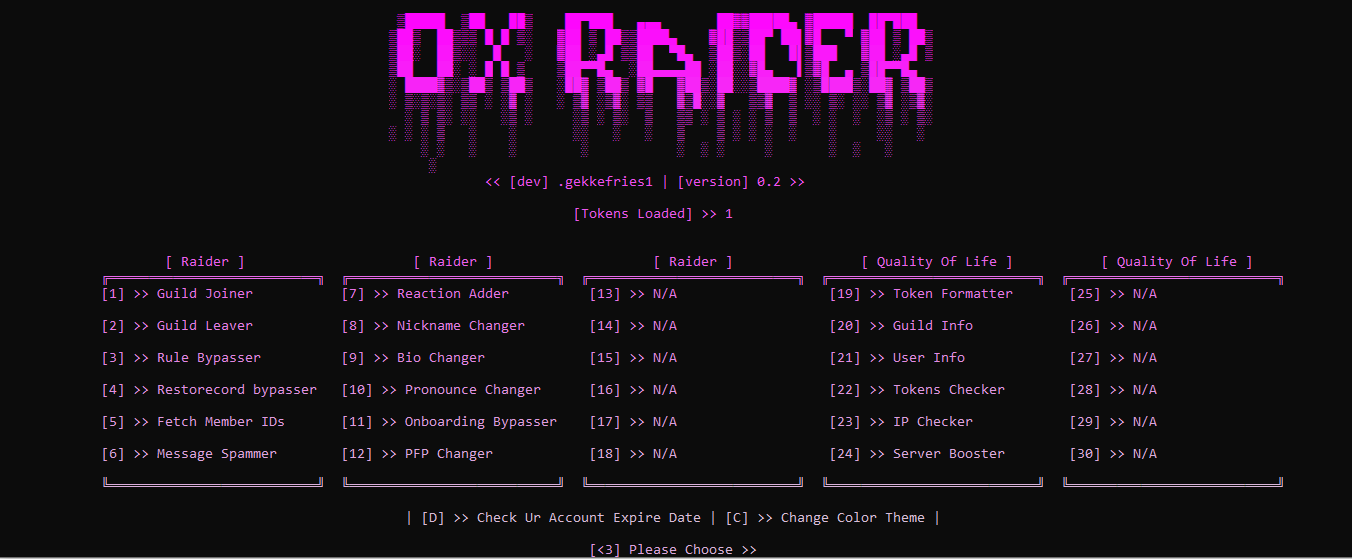 OX RAIDER
<< [dev] .gekkefries1 | [version] 0.2 >>
[Tokens Loaded] >> 1
[ Raider ] [ Raider ] [ Raider ] [ Quality Of Life ] [ Quality Of Life ]
[1] >> Guild Joiner [7] >> Reaction Adder [13] >> N/A [19] >> Token Formatter [25] >> N/A
[2] >> Guild Leaver [8] >> Nickname Changer [14] >> N/A [20] >> Guild Info [26] >> N/A
[3] >> Rule Bypasser [9] >> Bio Changer [15] >> N/A [21] >> User Info [27] >> N/A
[4] >> Restorecord bypasser [10] >> Pronounce Changer [16] >> N/A [22] >> Tokens Checker [28] >> N/A
[5] >> Fetch Member IDs [11] >> Onboarding Bypasser [17] >> N/A [23] >> IP Checker [29] >> N/A
[6] >> Message Spammer [12] >> PFP Changer [18] >> N/A [24] >> Server Booster [30] >> N/A
| [D] >> Check Ur Account Expire Date | [C] >> Change Color Theme |
[<3] Please Choose >>